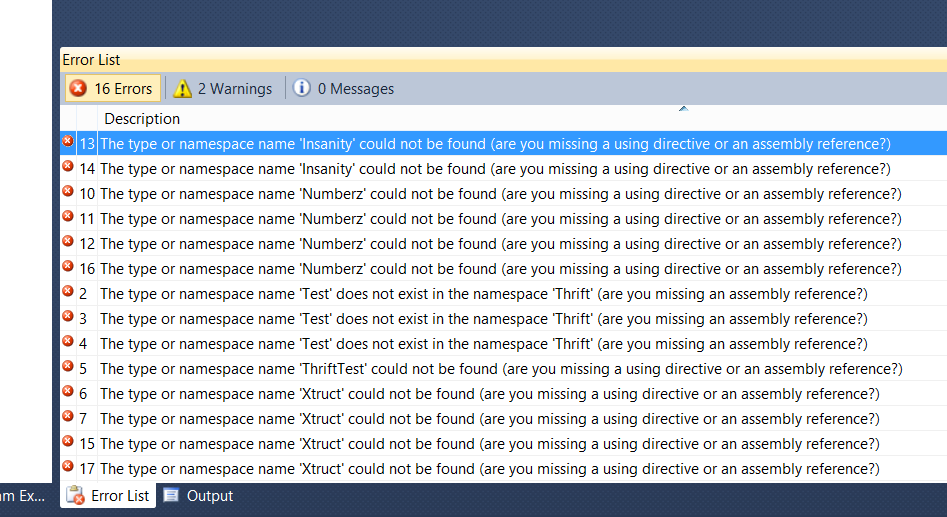 Error List
16 Errors 2 Warnings 0 Messages
Description
13 The type or namespace name 'Insanity' could not be found (are you missing a using directive or an assembly reference?)
14 The type or namespace name 'Insanity' could not be found (are you missing a using directive or an assembly reference?)
10 The type or namespace name 'Numberz' could not be found (are you missing a using directive or an assembly reference?)
11 The type or namespace name 'Numberz' could not be found (are you missing a using directive or an assembly reference?)
12 The type or namespace name 'Numberz' could not be found (are you missing a using directive or an assembly reference?)
16 The type or namespace name 'Numberz' could not be found (are you missing a using directive or an assembly reference?)
2 The type or namespace name 'Test' does not exist in the namespace 'Thrift' (are you missing an assembly reference?)
3 The type or namespace name 'Test' does not exist in the namespace 'Thrift' (are you missing an assembly reference?)
4 The type or namespace name 'Test' does not exist in the namespace 'Thrift' (are you missing an assembly reference?)
5 The type or namespace name 'ThriftTest' could not be found (are you missing a using directive or an assembly reference?)
6 The type or namespace name 'Xtruct' could not be found (are you missing a using directive or an assembly reference?)
7 The type or namespace name 'Xtruct' could not be found (are you missing a using directive or an assembly reference?)
15 The type or namespace name 'Xtruct' could not be found (are you missing a using directive or an assembly reference?)
17 The type or namespace name 'Xtruct' could not be found (are you missing a using directive or an assembly reference?)
am Ex... Error List Output